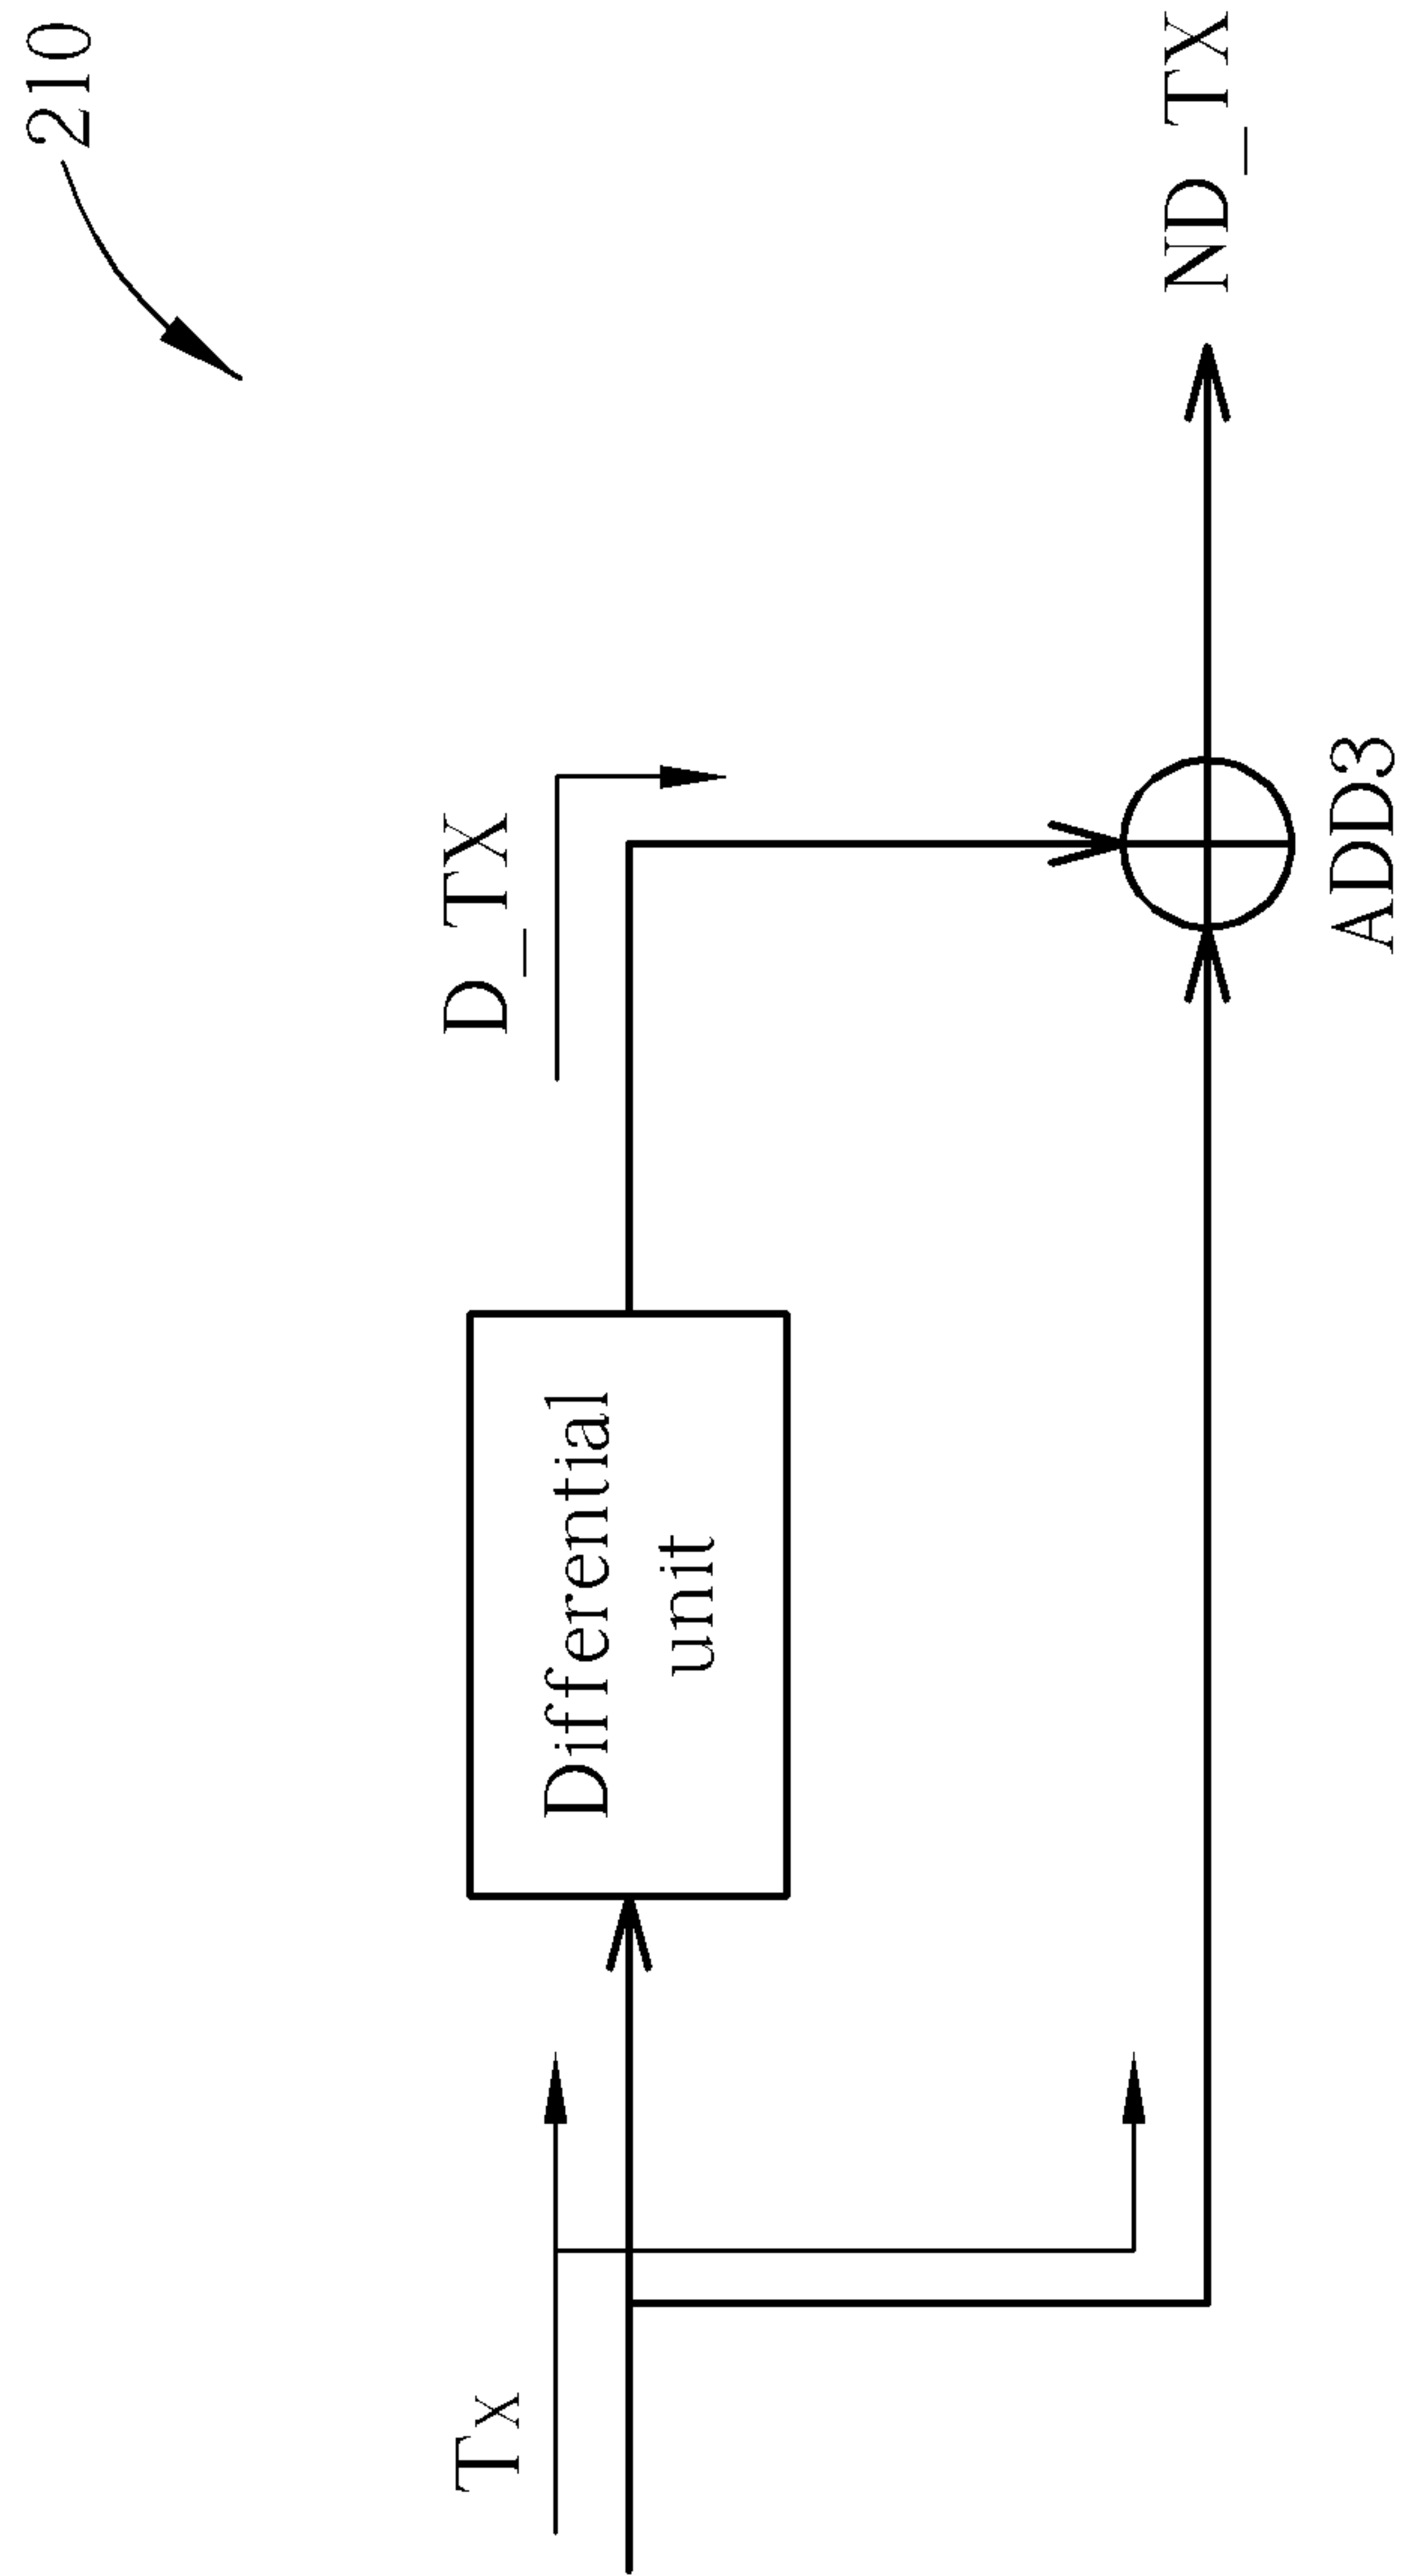 210
Tx
D_TX
Differential
unit
ND_TX
ADD3